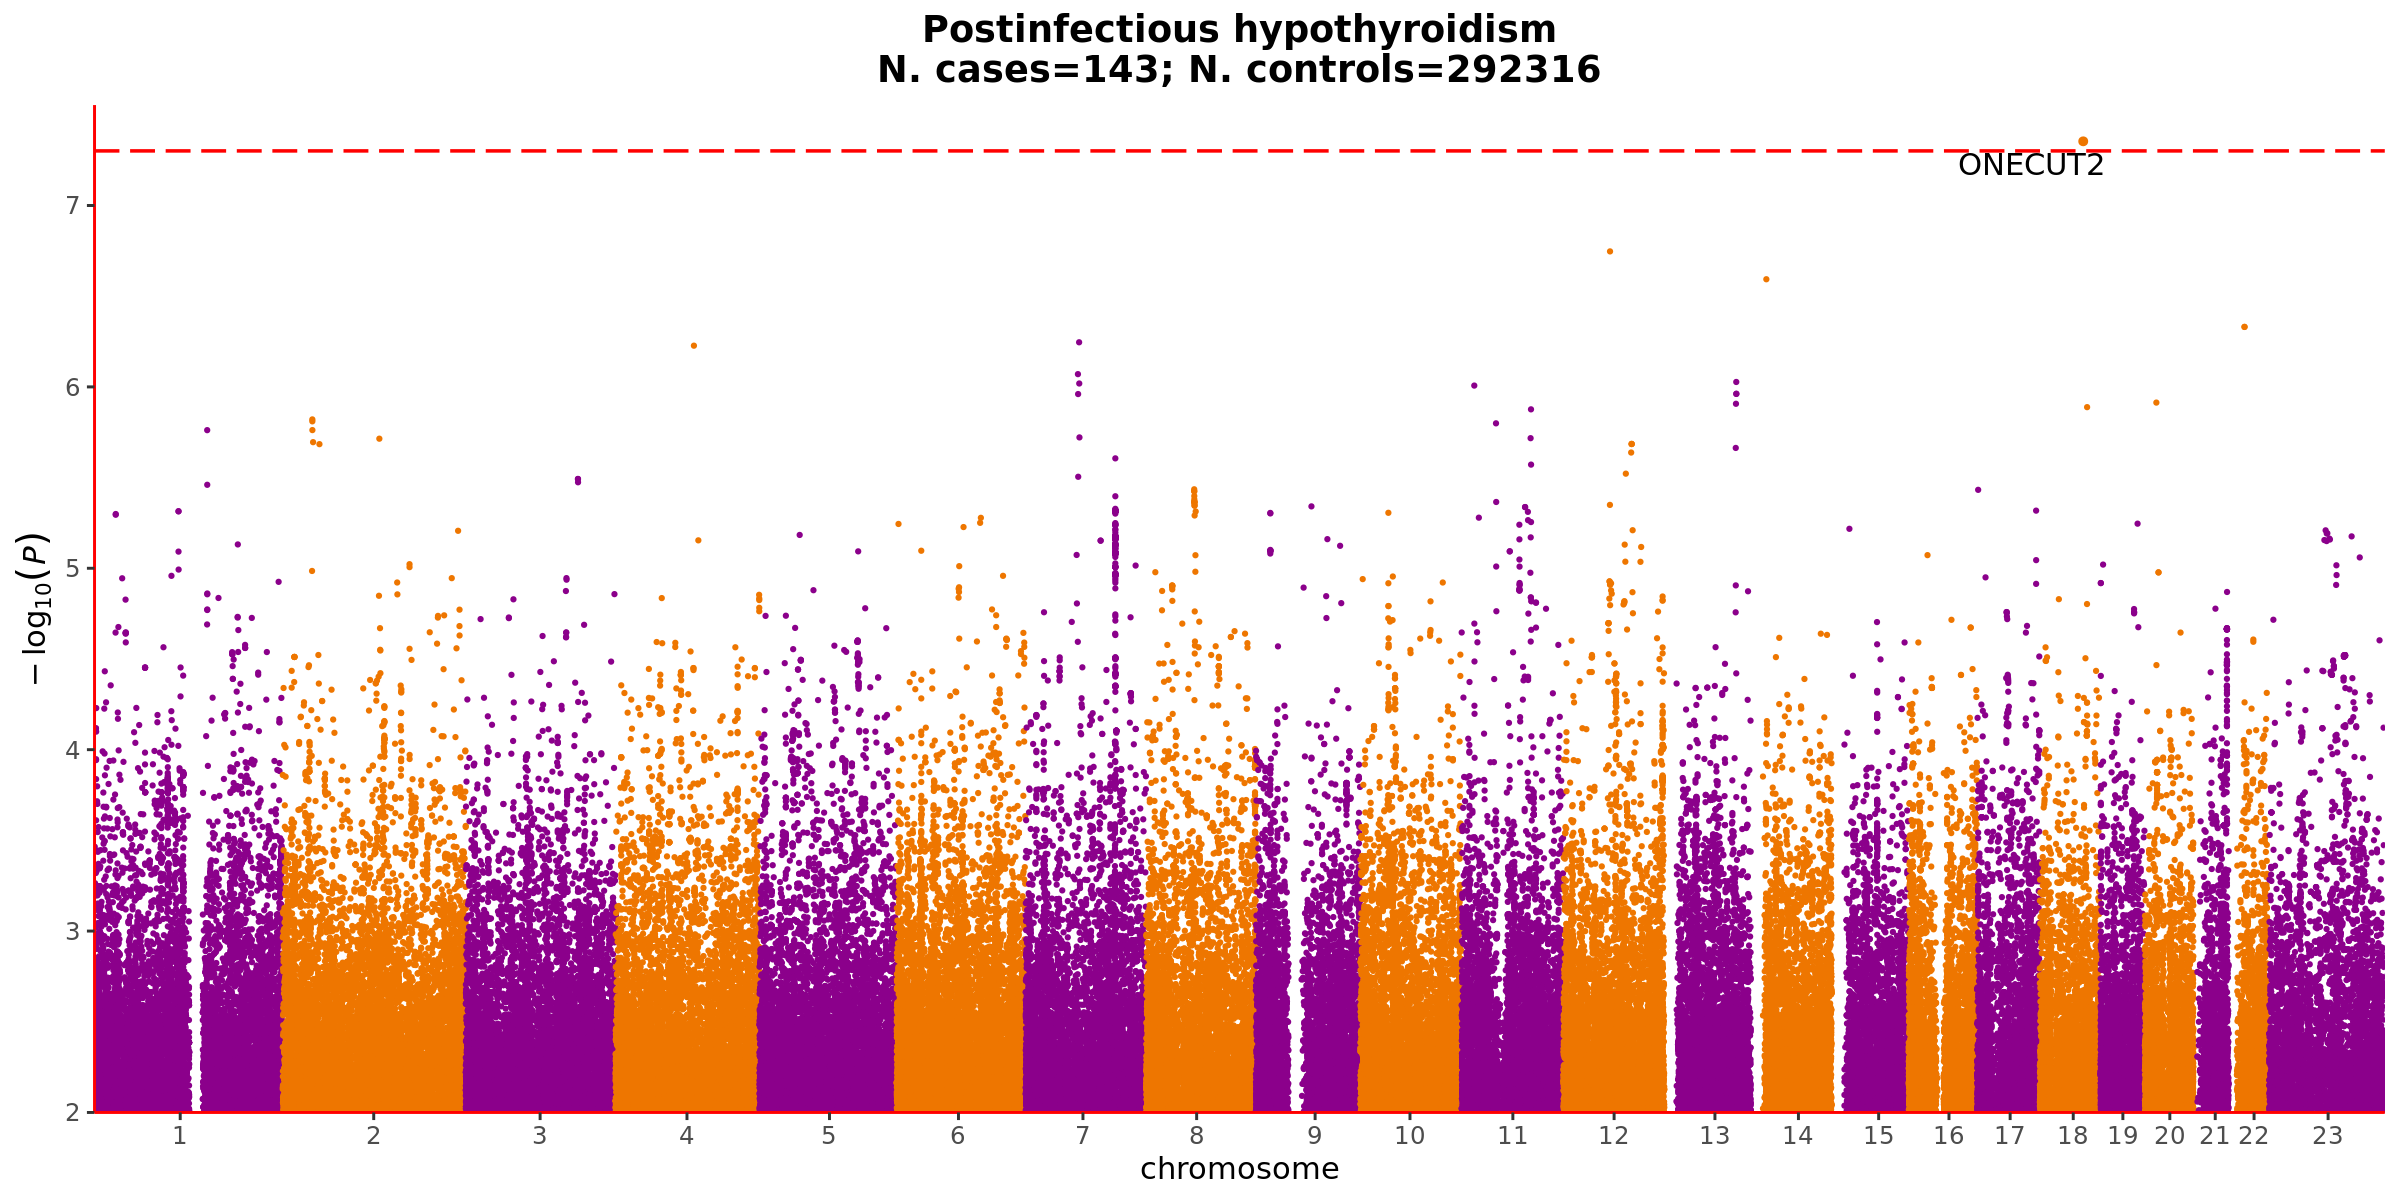 Postinfectious hypothyroidism
N. cases=143; N. controls=292316
ONECUT2
7
6
5
4
3
2
−log10(P)
1 2 3 4 5 6 7 8 9 10 11 12 13 14 15 16 17 18 19 20 21 22 23
chromosome